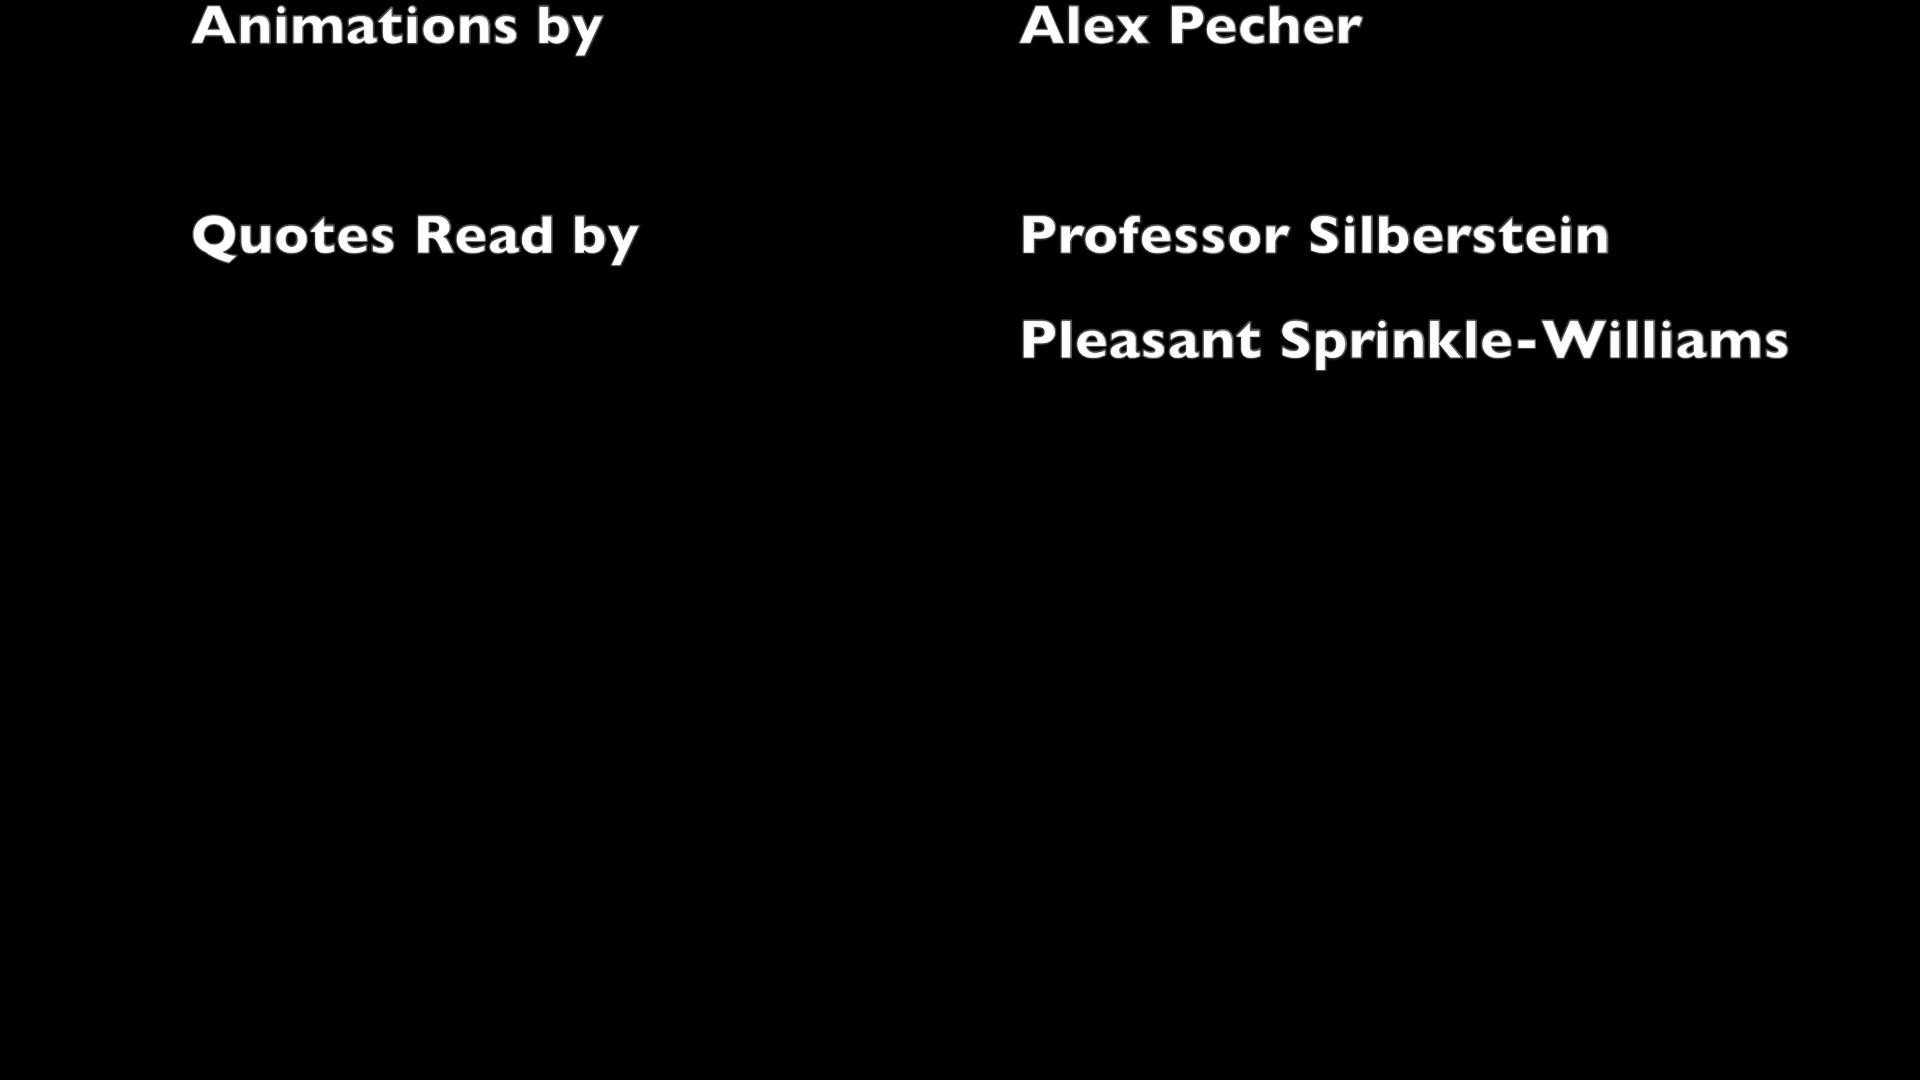 Animations by Alex Pecher
Quotes Read by Professor Silberstein
Pleasant Sprinkle-Williams